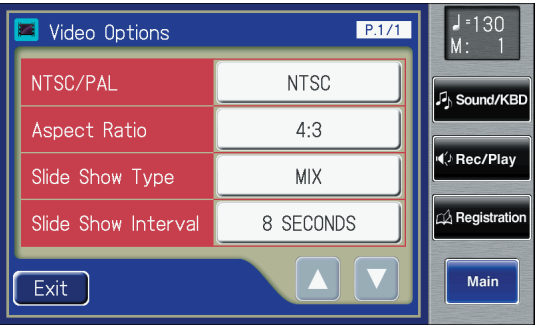 Video Options
P.1/1
NTSC/PAL NTSC
Aspect Ratio 4:3
Slide Show Type MIX
Slide Show Interval 8 SECONDS
Exit
♩=130
M: 1
Sound/KBD
Rec/Play
Registration
Main